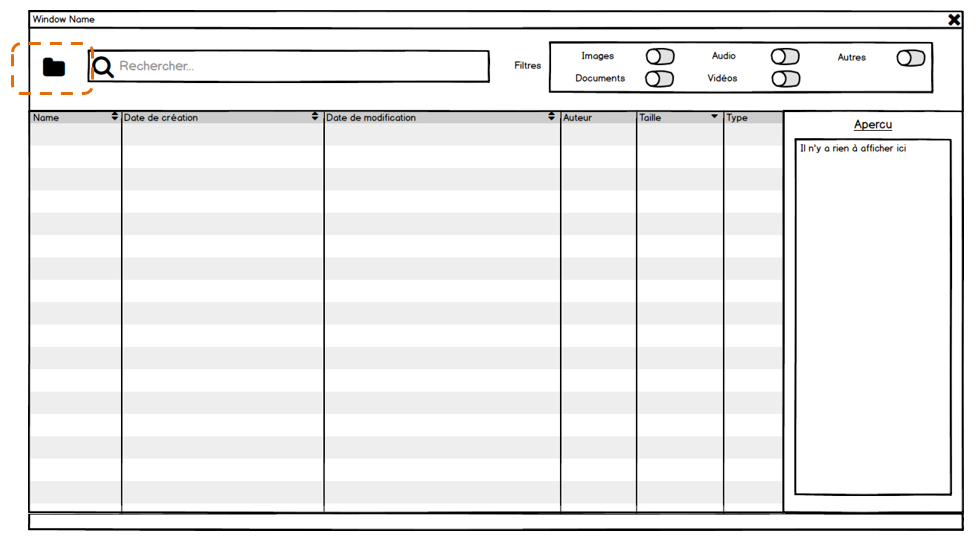 Window Name
Rechercher...
Filtres
Images
Audio
Autres
Documents
Vidéos
Name
Date de création
Date de modification
Auteur
Taille
Type
Apercu
Il n'y a rien à afficher ici